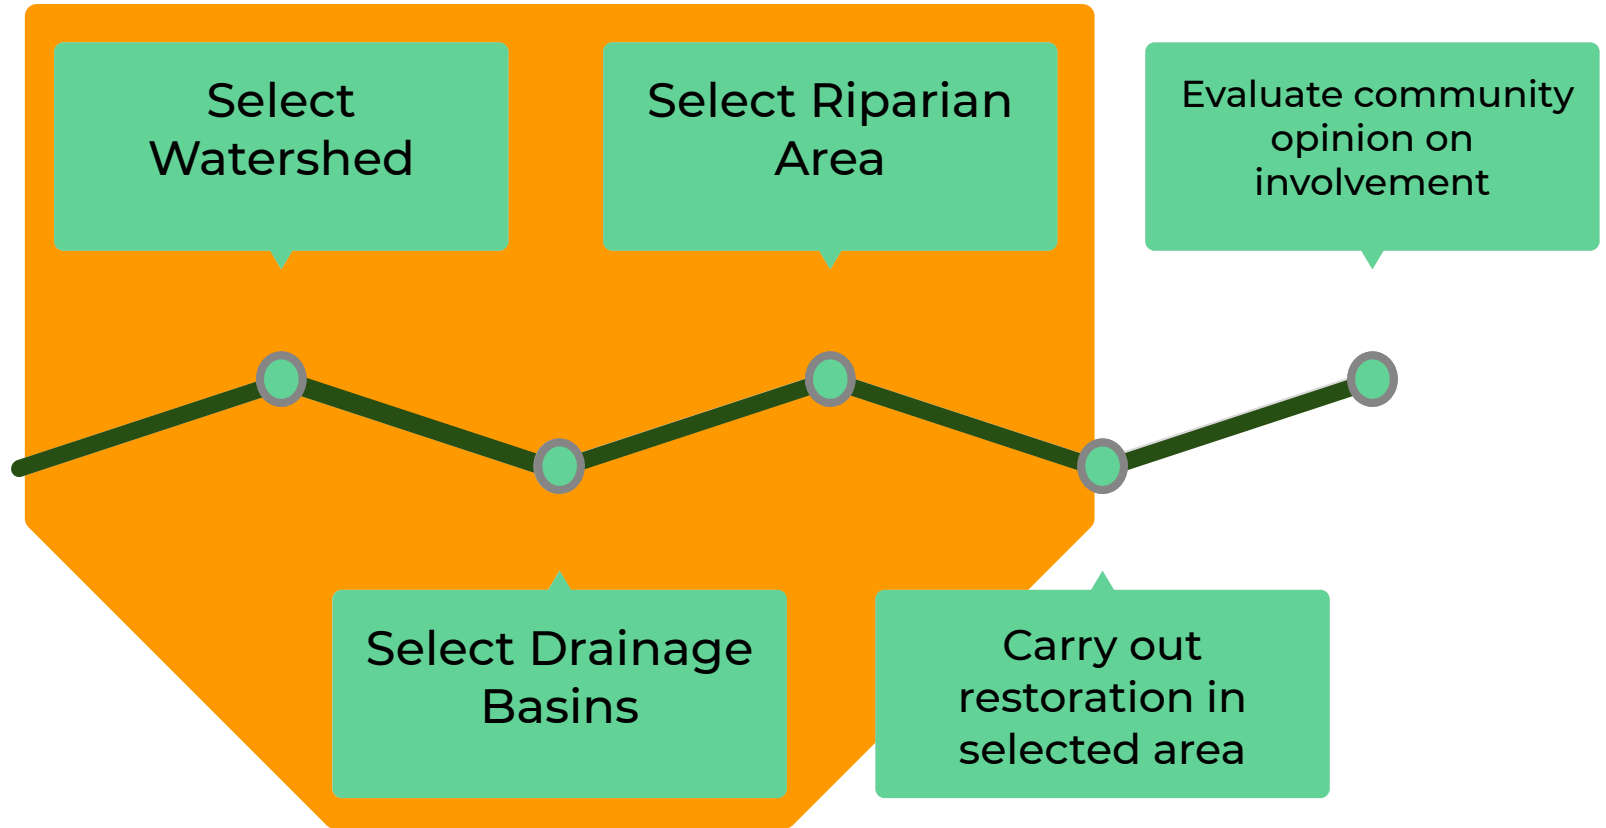 Select
Watershed
Select Drainage
Basins
Select Riparian
Area
Carry out
restoration in
selected area
Evaluate community
opinion on
involvement